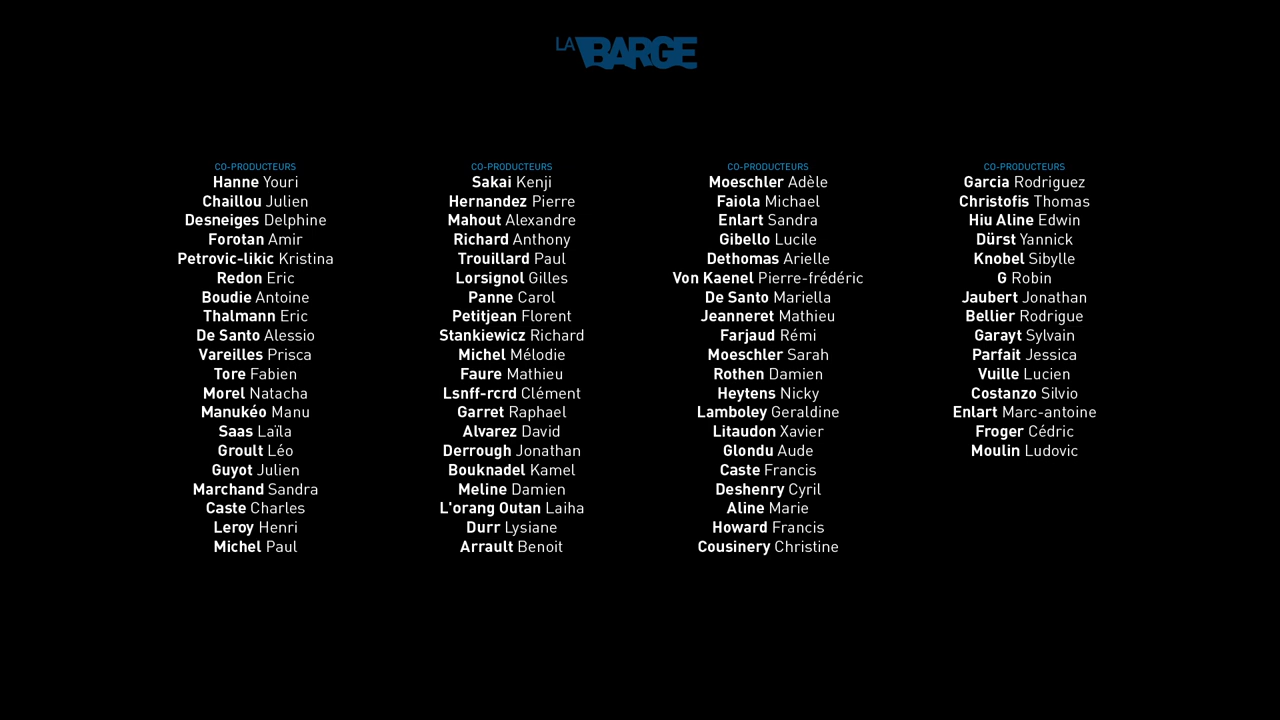 LA BARGE
CO-PRODUCTEURS
Hanne Youri
Chaillou Julien
Desneiges Delphine
Forotan Amir
Petrovic-likic Kristina
Redon Eric
Boudie Antoine
Thalmann Eric
De Santo Alessio
Vareilles Prisca
Tore Fabien
Morel Natacha
Manukéo Manu
Saas Laïla
Groult Léo
Guyot Julien
Marchand Sandra
Caste Charles
Leroy Henri
Michel Paul
CO-PRODUCTEURS
Sakai Kenji
Hernandez Pierre
Mahout Alexandre
Richard Anthony
Trouillard Paul
Lorsignol Gilles
Panne Carol
Petitjean Florent
Stankiewicz Richard
Michel Mélodie
Faure Mathieu
Lsnff-rcrd Clément
Garret Raphael
Alvarez David
Derrough Jonathan
Bouknadel Kamel
Meline Damien
L'orang Outan Laiha
Durr Lysiane
Arrault Benoit
CO-PRODUCTEURS
Moeschler Adèle
Faiola Michael
Enlart Sandra
Gibello Lucile
Dethomas Arielle
Von Kaenel Pierre-frédéric
De Santo Mariella
Jeanneret Mathieu
Farjaud Rémi
Moeschler Sarah
Rothen Damien
Heytens Nicky
Lamboley Geraldine
Litaudon Xavier
Glondu Aude
Caste Francis
Deshenry Cyril
Aline Marie
Howard Francis
Cousinery Christine
CO-PRODUCTEURS
Garcia Rodriguez
Christofis Thomas
Hiu Aline Edwin
Dürst Yannick
Knobel Sibylle
G Robin
Jaubert Jonathan
Bellier Rodrigue
Garayt Sylvain
Parfait Jessica
Vuille Lucien
Costanzo Silvio
Enlart Marc-antoine
Froger Cédric
Moulin Ludovic